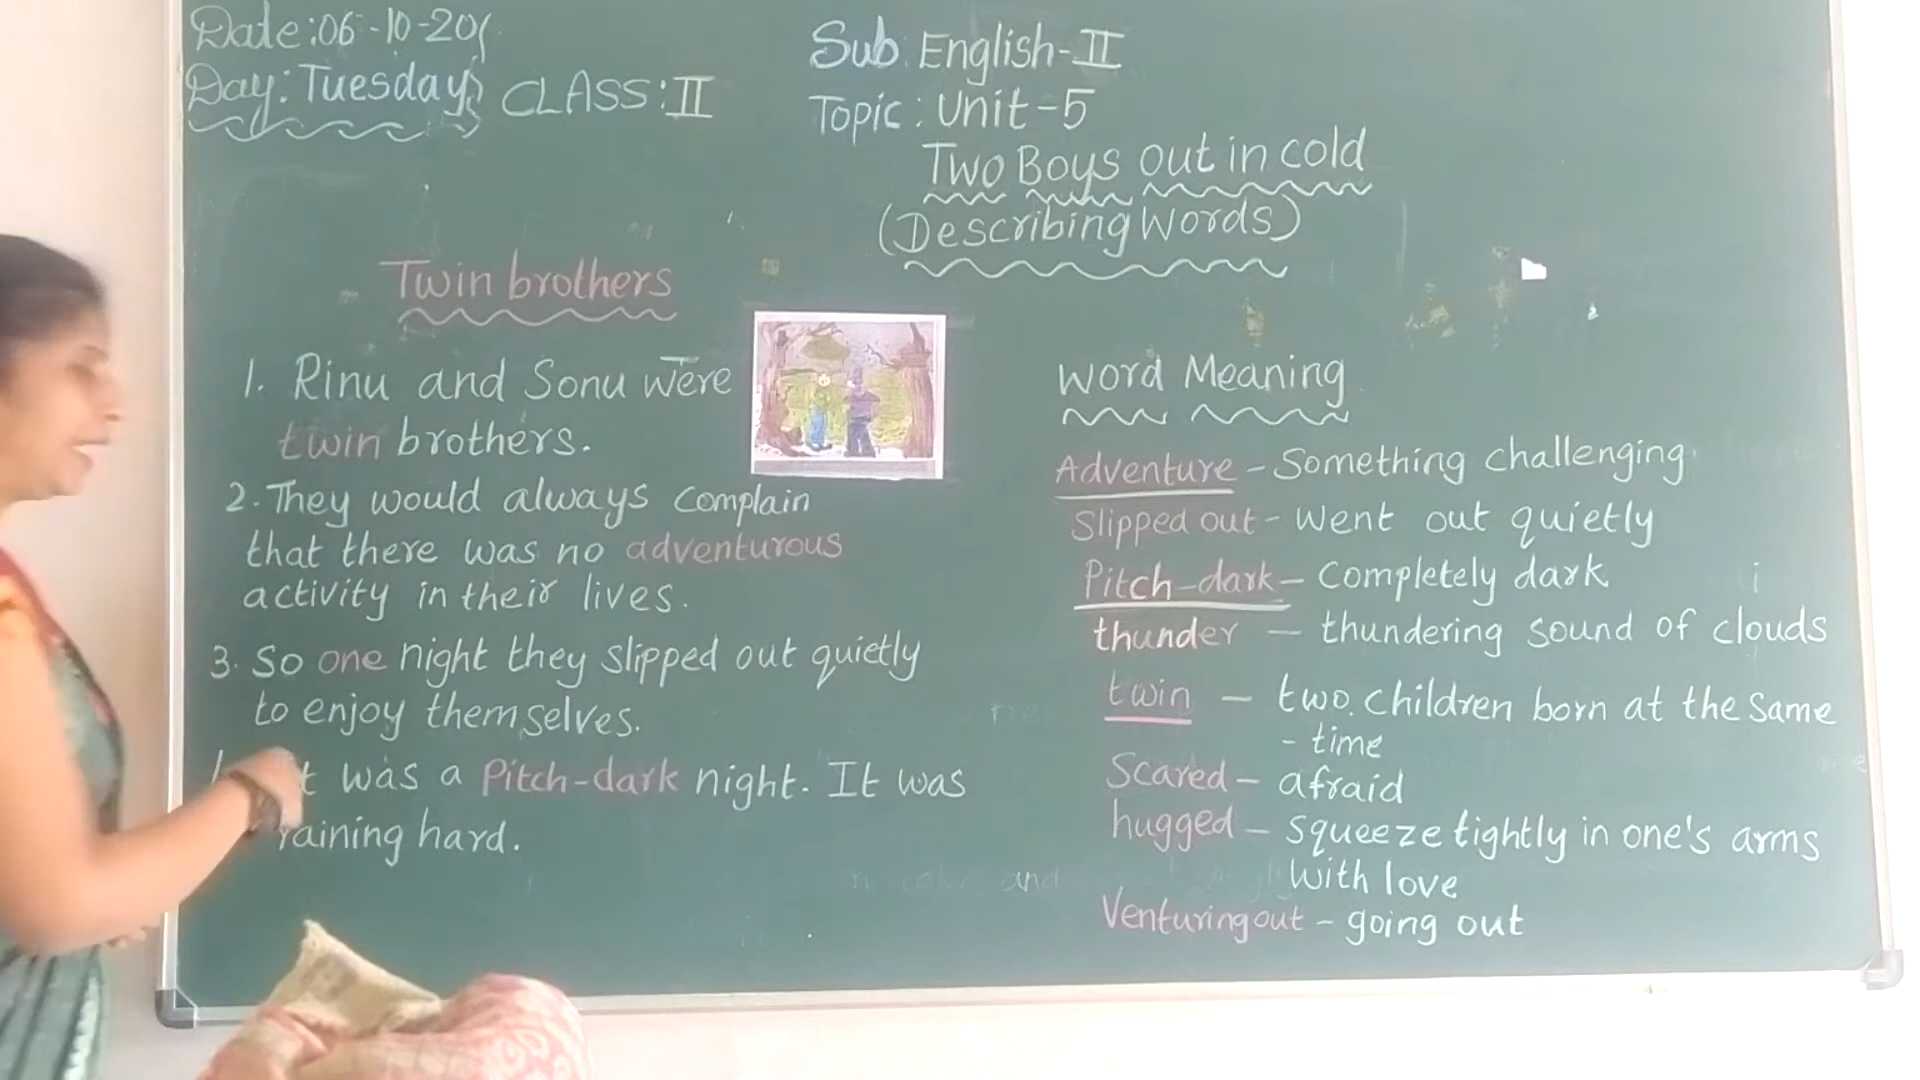 Date:06-10-20
Day: Tuesday
CLASS: II
Sub: English-II
Topic: Unit-5
Two Boys out in cold
(Describing Words)
Twin brothers
1. Rinu and Sonu were
twin brothers.
2. They would always complain
that there was no adventurous
activity in their lives.
3. So one night they slipped out quietly
to enjoy themselves.
was a Pitch-dark night. It was
raining hard.
Word Meaning
Adventure - Something challenging
Slipped out - went out quietly
Pitch-dark - completely dark
thunder - thundering sound of clouds
twin - two children born at the same
- time
Scared - afraid
hugged - squeeze tightly in one's arms
with love
Venturing out - going out